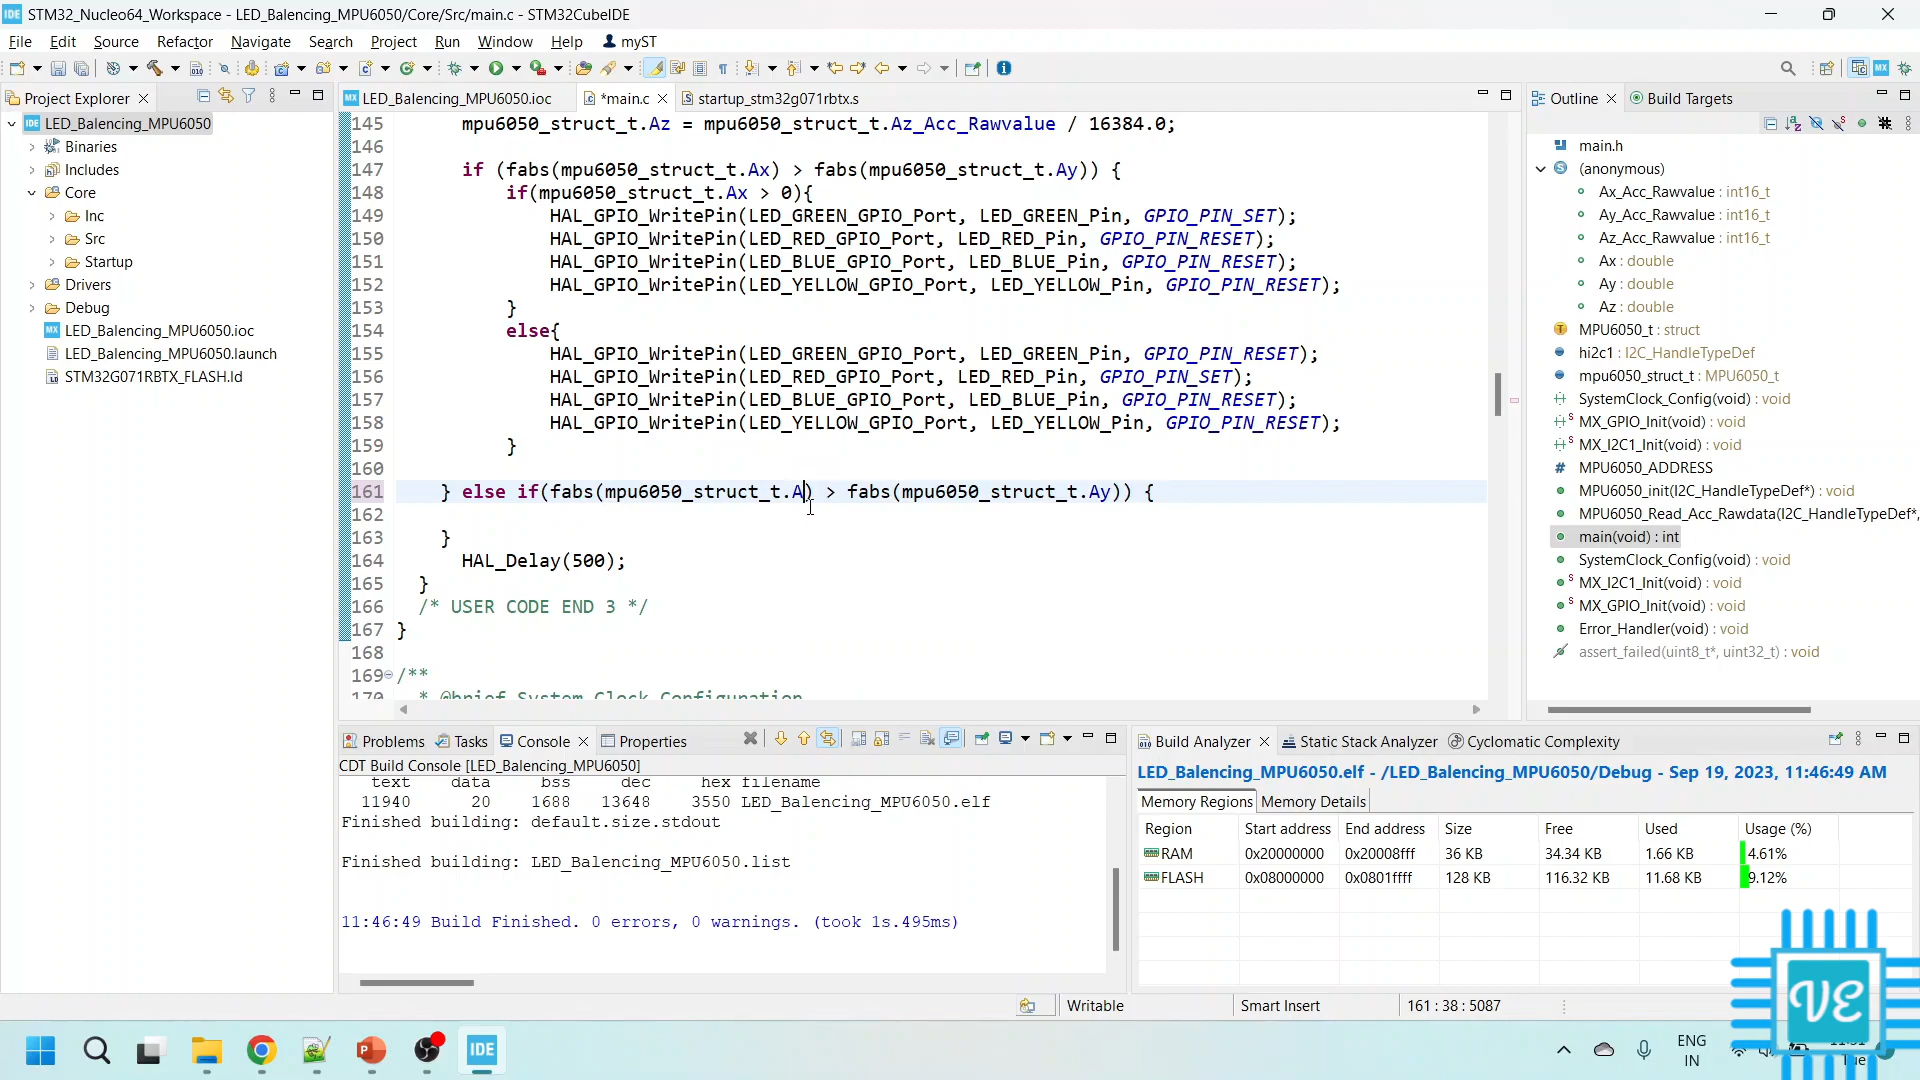 STM32_Nucleo64_Workspace - LED_Balencing_MPU6050/Core/Src/main.c - STM32CubeIDE
File Edit Source Refactor Navigate Search Project Run Window Help myST
Project Explorer
LED_Balencing_MPU6050
Binaries
Includes
Core
Inc
Src
Startup
Drivers
Debug
LED_Balencing_MPU6050.ioc
LED_Balencing_MPU6050.launch
STM32G071RBTX_FLASH.ld
LED_Balencing_MPU6050.ioc *main.c startup_stm32g071rbtx.s
145 mpu6050_struct_t.Az = mpu6050_struct_t.Az_Acc_Rawvalue / 16384.0;
146
147 if (fabs(mpu6050_struct_t.Ax) > fabs(mpu6050_struct_t.Ay)) {
148 if(mpu6050_struct_t.Ax > 0){
149 HAL_GPIO_WritePin(LED_GREEN_GPIO_Port, LED_GREEN_Pin, GPIO_PIN_SET);
150 HAL_GPIO_WritePin(LED_RED_GPIO_Port, LED_RED_Pin, GPIO_PIN_RESET);
151 HAL_GPIO_WritePin(LED_BLUE_GPIO_Port, LED_BLUE_Pin, GPIO_PIN_RESET);
152 HAL_GPIO_WritePin(LED_YELLOW_GPIO_Port, LED_YELLOW_Pin, GPIO_PIN_RESET);
153 }
154 else{
155 HAL_GPIO_WritePin(LED_GREEN_GPIO_Port, LED_GREEN_Pin, GPIO_PIN_RESET);
156 HAL_GPIO_WritePin(LED_RED_GPIO_Port, LED_RED_Pin, GPIO_PIN_SET);
157 HAL_GPIO_WritePin(LED_BLUE_GPIO_Port, LED_BLUE_Pin, GPIO_PIN_RESET);
158 HAL_GPIO_WritePin(LED_YELLOW_GPIO_Port, LED_YELLOW_Pin, GPIO_PIN_RESET);
159 }
160
161 } else if(fabs(mpu6050_struct_t.A) > fabs(mpu6050_struct_t.Ay)) {
162
163 }
164 HAL_Delay(500);
165 }
166 /* USER CODE END 3 */
167 }
168
169 /**
170 * @brief System Clock Configuration
Outline Build Targets
main.h
(anonymous)
Ax_Acc_Rawvalue : int16_t
Ay_Acc_Rawvalue : int16_t
Az_Acc_Rawvalue : int16_t
Ax : double
Ay : double
Az : double
MPU6050_t : struct
hi2c1 : I2C_HandleTypeDef
mpu6050_struct_t : MPU6050_t
SystemClock_Config(void) : void
MX_GPIO_Init(void) : void
MX_I2C1_Init(void) : void
MPU6050_ADDRESS
MPU6050_init(I2C_HandleTypeDef*) : void
MPU6050_Read_Acc_Rawdata(I2C_HandleTypeDef*,
main(void) : int
SystemClock_Config(void) : void
MX_I2C1_Init(void) : void
MX_GPIO_Init(void) : void
Error_Handler(void) : void
assert_failed(uint8_t*, uint32_t) : void
Problems Tasks Console Properties
CDT Build Console [LED_Balencing_MPU6050]
text data bss dec hex filename
11940 20 1688 13648 3550 LED_Balencing_MPU6050.elf
Finished building: default.size.stdout
Finished building: LED_Balencing_MPU6050.list
11:46:49 Build Finished. 0 errors, 0 warnings. (took 1s.495ms)
Build Analyzer Static Stack Analyzer Cyclomatic Complexity
LED_Balencing_MPU6050.elf - /LED_Balencing_MPU6050/Debug - Sep 19, 2023, 11:46:49 AM
Memory Regions Memory Details
Region Start address End address Size Free Used Usage (%)
RAM 0x20000000 0x20008fff 36 KB 34.34 KB 1.66 KB 4.61%
FLASH 0x08000000 0x0801ffff 128 KB 116.32 KB 11.68 KB 9.12%
Writable Smart Insert 161 : 38 : 5087
IDE
ENG
IN
VE